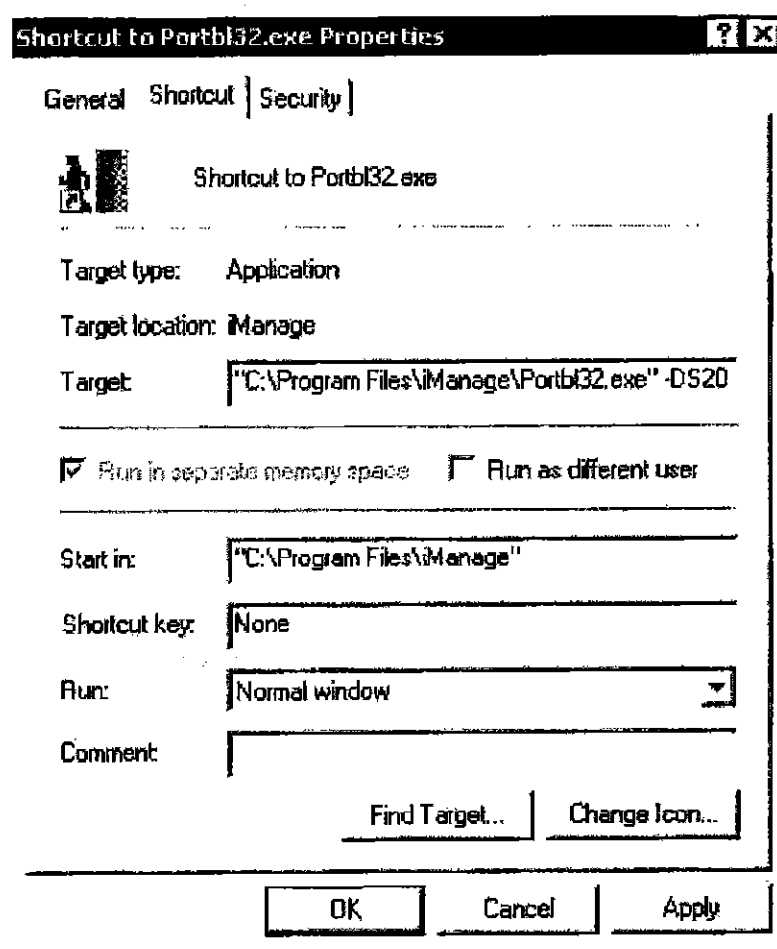 Shortcut to Portbl32.exe Properties ? X
General Shortcut Security
Shortcut to Portbl32.exe
Target type: Application
Target location: iManage
Target: "C:\Program Files\iManage\Portbl32.exe" -DS20
Run in separate memory space Run as different user
Start in: "C:\Program Files\iManage"
Shortcut key: None
Run: Normal window
Comment:
Find Target... Change Icon...
OK Cancel Apply